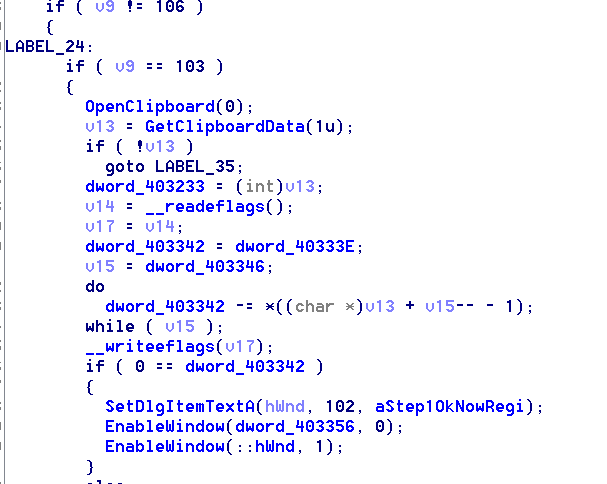 if ( v9 != 106 )
{
LABEL_24:
if ( v9 == 103 )
{
OpenClipboard(0);
v13 = GetClipboardData(1u);
if ( !v13 )
goto LABEL_35;
dword_403233 = (int)v13;
v14 = __readeflags();
v17 = v14;
dword_403342 = dword_40333E;
v15 = dword_403346;
do
dword_403342 -= *((char *)v13 + v15-- - 1);
while ( v15 );
__writeeflags(v17);
if ( 0 == dword_403342 )
{
SetDlgItemTextA(hWnd, 102, aStep1OkNowRegi);
EnableWindow(dword_403356, 0);
EnableWindow(::hWnd, 1);
}